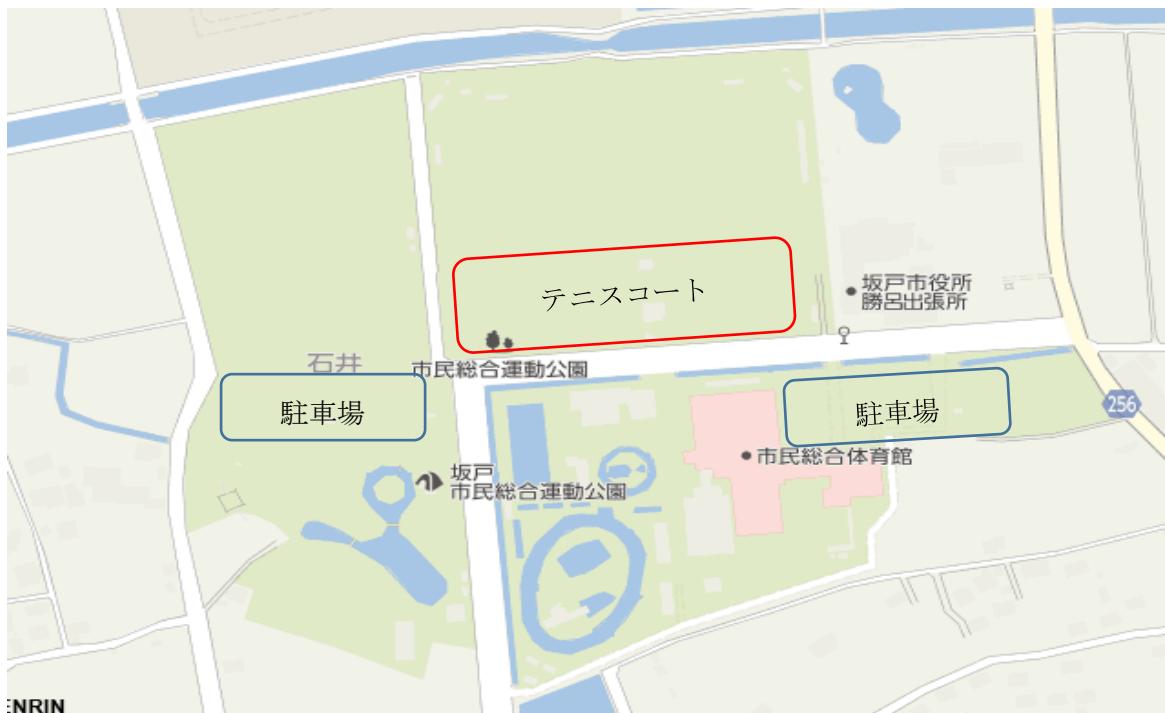 テニスコート
坂戸市役所
勝呂出張所
市民総合運動公園
石井
駐車場
駐車場
256
市民総合体育館
坂戸
市民総合運動公園
ENRIN